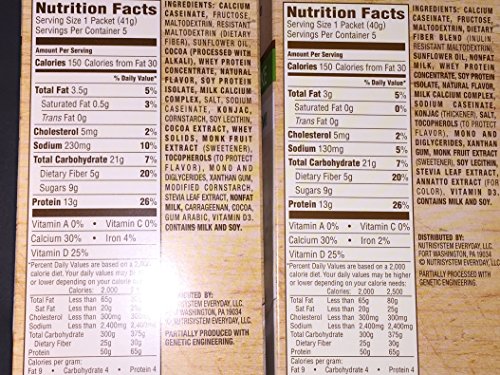 Nutrition Facts
Serving Size 1 Packet (41g)
Servings Per Container 5
Amount Per Serving
Calories 150 Calories from Fat 30
% Daily Value*
Total Fat 3.5g 5%
Saturated Fat 0.5g 3%
Trans Fat 0g
Cholesterol 5mg 2%
Sodium 230mg 10%
Total Carbohydrate 21g 7%
Dietary Fiber 5g 20%
Sugars 9g
Protein 13g 26%
Vitamin A 0% • Vitamin C 0%
Calcium 30% • Iron 4%
Vitamin D 25%
*Percent Daily Values are based on a 2,000
calorie diet. Your daily values may be higher
or lower depending on your calorie needs:
Calories: 2,000 2,500
Total Fat Less than 65g 80g
Sat Fat Less than 20g 25g
Cholesterol Less than 300mg 300mg
Sodium Less than 2,400mg 2,400mg
Total Carbohydrate 300g 375g
Dietary Fiber 25g 30g
Protein 50g 65g
Calories per gram:
Fat 9 • Carbohydrate 4 • Protein 4
INGREDIENTS: CALCIUM
CASEINATE, FRUCTOSE,
MALTODEXTRIN, RESISTANT
MALTODEXTRIN (DIETARY
FIBER), SUNFLOWER OIL,
COCOA (PROCESSED WITH
ALKALI), WHEY PROTEIN
CONCENTRATE, NATURAL
FLAVOR, SOY PROTEIN
ISOLATE, MILK CALCIUM
COMPLEX, SALT, SODIUM
CASEINATE, KONJAC,
CORNSTARCH, SOY LECITHIN,
COCOA EXTRACT, WHEY
SOLIDS, MONK FRUIT
EXTRACT (SWEETENER),
TOCOPHEROLS (TO PROTECT
FLAVOR), MONO AND
DIGLYCERIDES, XANTHAN GUM,
MODIFIED CORNSTARCH,
STEVIA LEAF EXTRACT, NONFAT
MILK, CARRAGEENAN, COCOA,
GUM ARABIC, VITAMIN D3.
CONTAINS MILK AND SOY.
DISTRIBUTED BY:
NUTRISYSTEM EVERYDAY, LLC.
FORT WASHINGTON, PA 19034
© NUTRISYSTEM EVERYDAY, LLC.
PARTIALLY PRODUCED WITH
GENETIC ENGINEERING.
Nutrition Facts
Serving Size 1 Packet (40g)
Servings Per Container 5
Amount Per Serving
Calories 150 Calories from Fat 30
% Daily Value*
Total Fat 3g 5%
Saturated Fat 0g 0%
Trans Fat 0g
Cholesterol 5mg 2%
Sodium 130mg 5%
Total Carbohydrate 21g 7%
Dietary Fiber 5g 20%
Sugars 9g
Protein 13g 26%
Vitamin A 0% • Vitamin C 0%
Calcium 30% • Iron 0%
Vitamin D 25%
*Percent Daily Values are based on a 2,000
calorie diet. Your daily values may be higher
or lower depending on your calorie needs:
Calories: 2,000 2,500
Total Fat Less than 65g 80g
Sat Fat Less than 20g 25g
Cholesterol Less than 300mg 300mg
Sodium Less than 2,400mg 2,400mg
Total Carbohydrate 300g 375g
Dietary Fiber 25g 30g
Protein 50g 65g
Calories per gram:
Fat 9 • Carbohydrate 4 • Protein 4
INGREDIENTS: CALCIUM
CASEINATE, FRUCTOSE,
MALTODEXTRIN, DIETARY
FIBER BLEND (INULIN,
RESISTANT MALTODEXTRIN),
SUNFLOWER OIL, NONFAT
MILK, WHEY PROTEIN CON-
CENTRATE, SOY PROTEIN
ISOLATE, NATURAL FLAVOR,
MILK CALCIUM COMPLEX,
SODIUM CASEINATE,
KONJAC (THICKENER), SALT,
TOCOPHEROLS (TO PROTECT
FLAVOR), MONO AND
DIGLYCERIDES, XANTHAN
GUM, MONK FRUIT EXTRACT
(SWEETENER), SOY LECITHIN,
STEVIA LEAF EXTRACT,
ANNATTO EXTRACT (FOR
COLOR), VITAMIN D3.
CONTAINS MILK AND SOY.
DISTRIBUTED BY:
NUTRISYSTEM EVERYDAY, LLC.
FORT WASHINGTON, PA 19034
© NUTRISYSTEM EVERYDAY, LLC.
PARTIALLY PROCESSED WITH
GENETIC ENGINEERING.